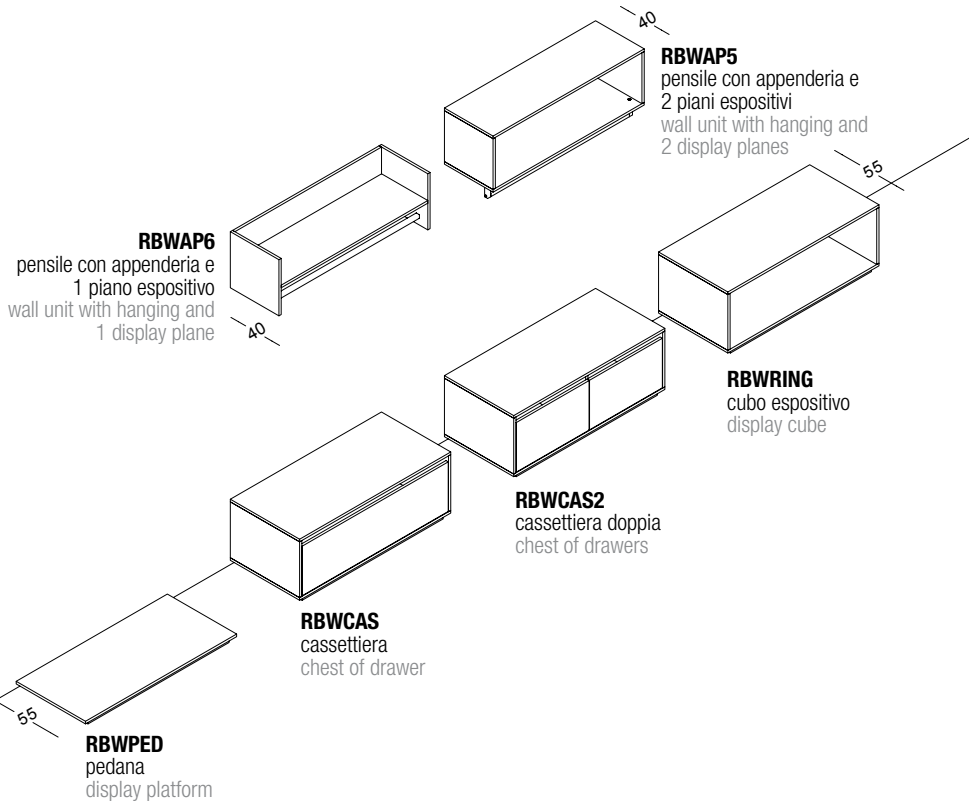 40
RBWAP5
pensile con appenderia e
2 piani espositivi
wall unit with hanging and
2 display planes
55
RBWAP6
pensile con appenderia e
1 piano espositivo
wall unit with hanging and
1 display plane
40
RBWRING
cubo espositivo
display cube
RBWCAS2
cassettiera doppia
chest of drawers
RBWCAS
cassettiera
chest of drawer
55
RBWPED
pedana
display platform